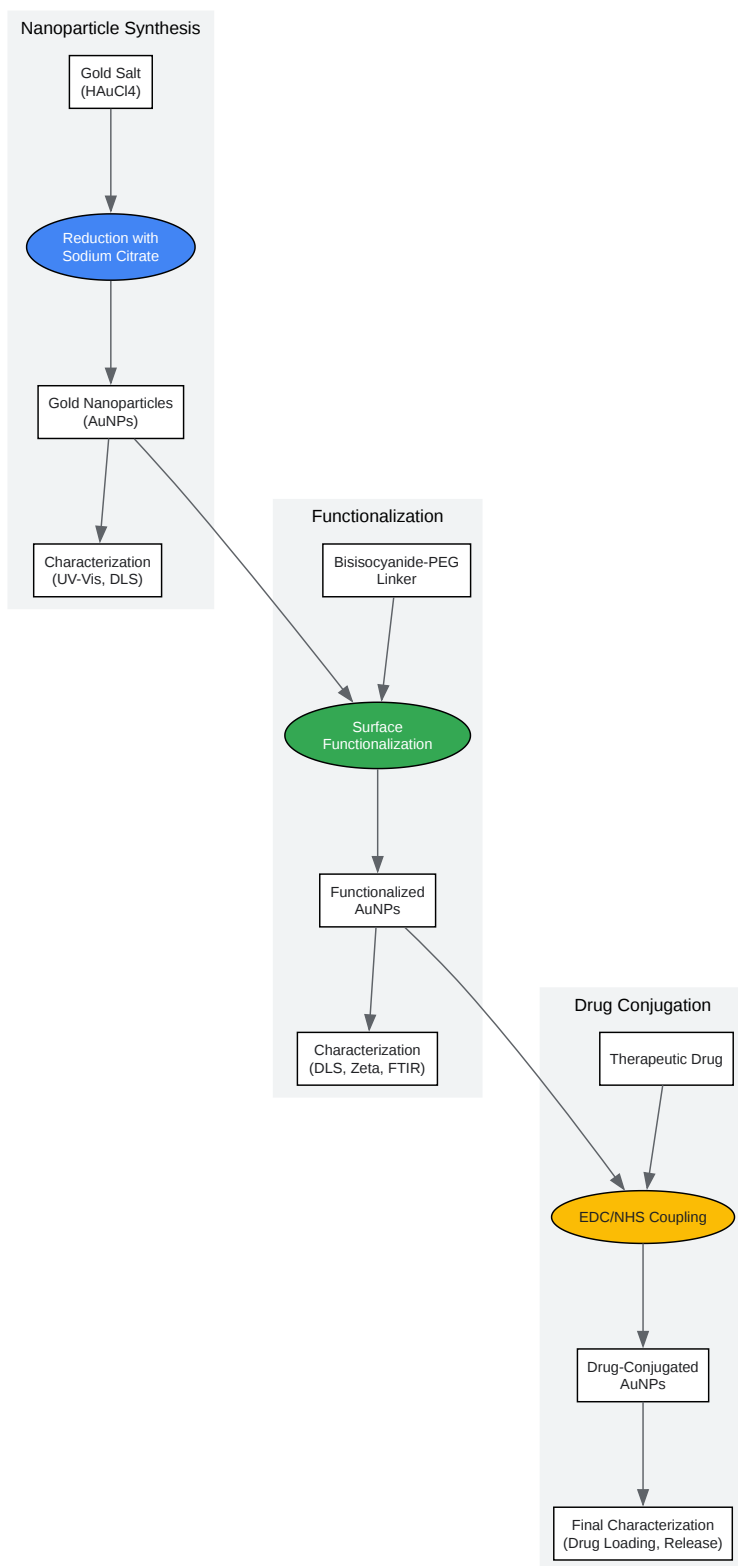 Nanoparticle Synthesis
Gold Salt
(HAuCl4)
Reduction with
Sodium Citrate
Gold Nanoparticles
(AuNPs)
Characterization
(UV-Vis, DLS)
Functionalization
Bisisocyanide-PEG
Linker
Surface
Functionalization
Functionalized
AuNPs
Characterization
(DLS, Zeta, FTIR)
Drug Conjugation
Therapeutic Drug
EDC/NHS Coupling
Drug-Conjugated
AuNPs
Final Characterization
(Drug Loading, Release)